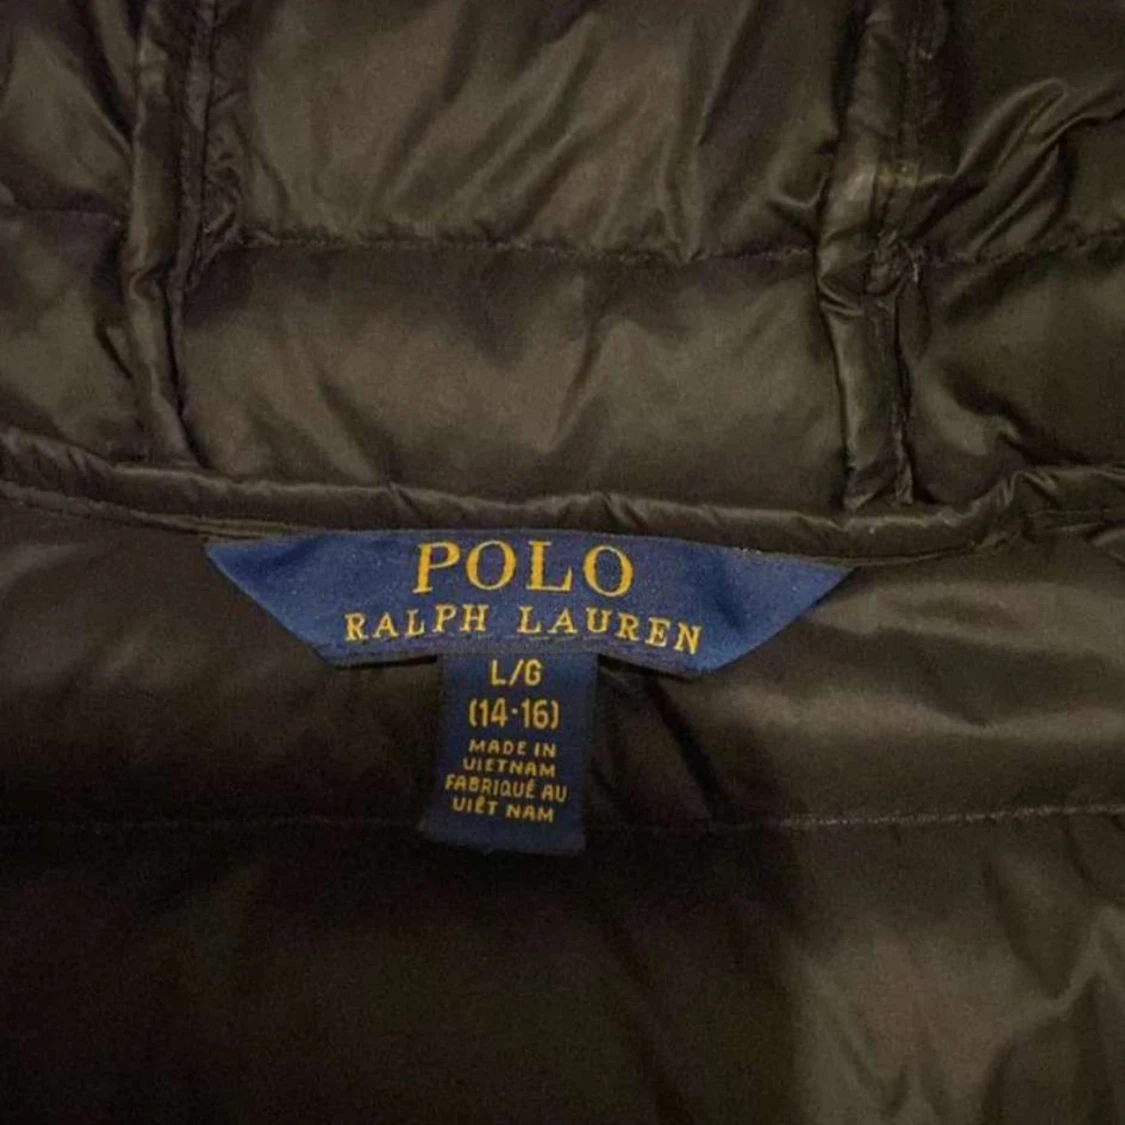 POLO
RALPH LAUREN
L/G
(14-16)
MADE IN
VIETNAM
FABRIQUÉ AU
VIÊT NAM